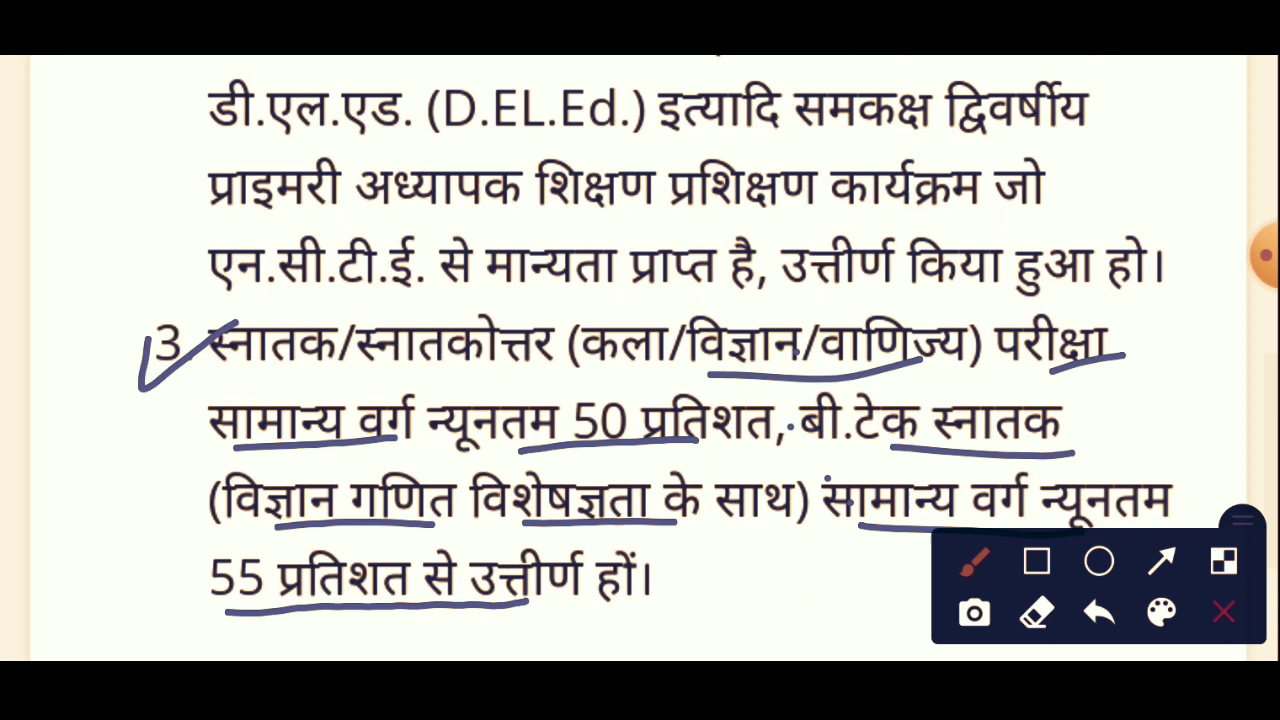 डी.एल.एड. (D.EL.Ed.) इत्यादि समकक्ष द्विवर्षीय
प्राइमरी अध्यापक शिक्षण प्रशिक्षण कार्यक्रम जो
एन.सी.टी.ई. से मान्यता प्राप्त है, उत्तीर्ण किया हुआ हो।
3. स्नातक/स्नातकोत्तर (कला/विज्ञान/वाणिज्य) परीक्षा
सामान्य वर्ग न्यूनतम 50 प्रतिशत, बी.टेक स्नातक
(विज्ञान गणित विशेषज्ञता के साथ) सामान्य वर्ग न्यूनतम
55 प्रतिशत से उत्तीर्ण हों।